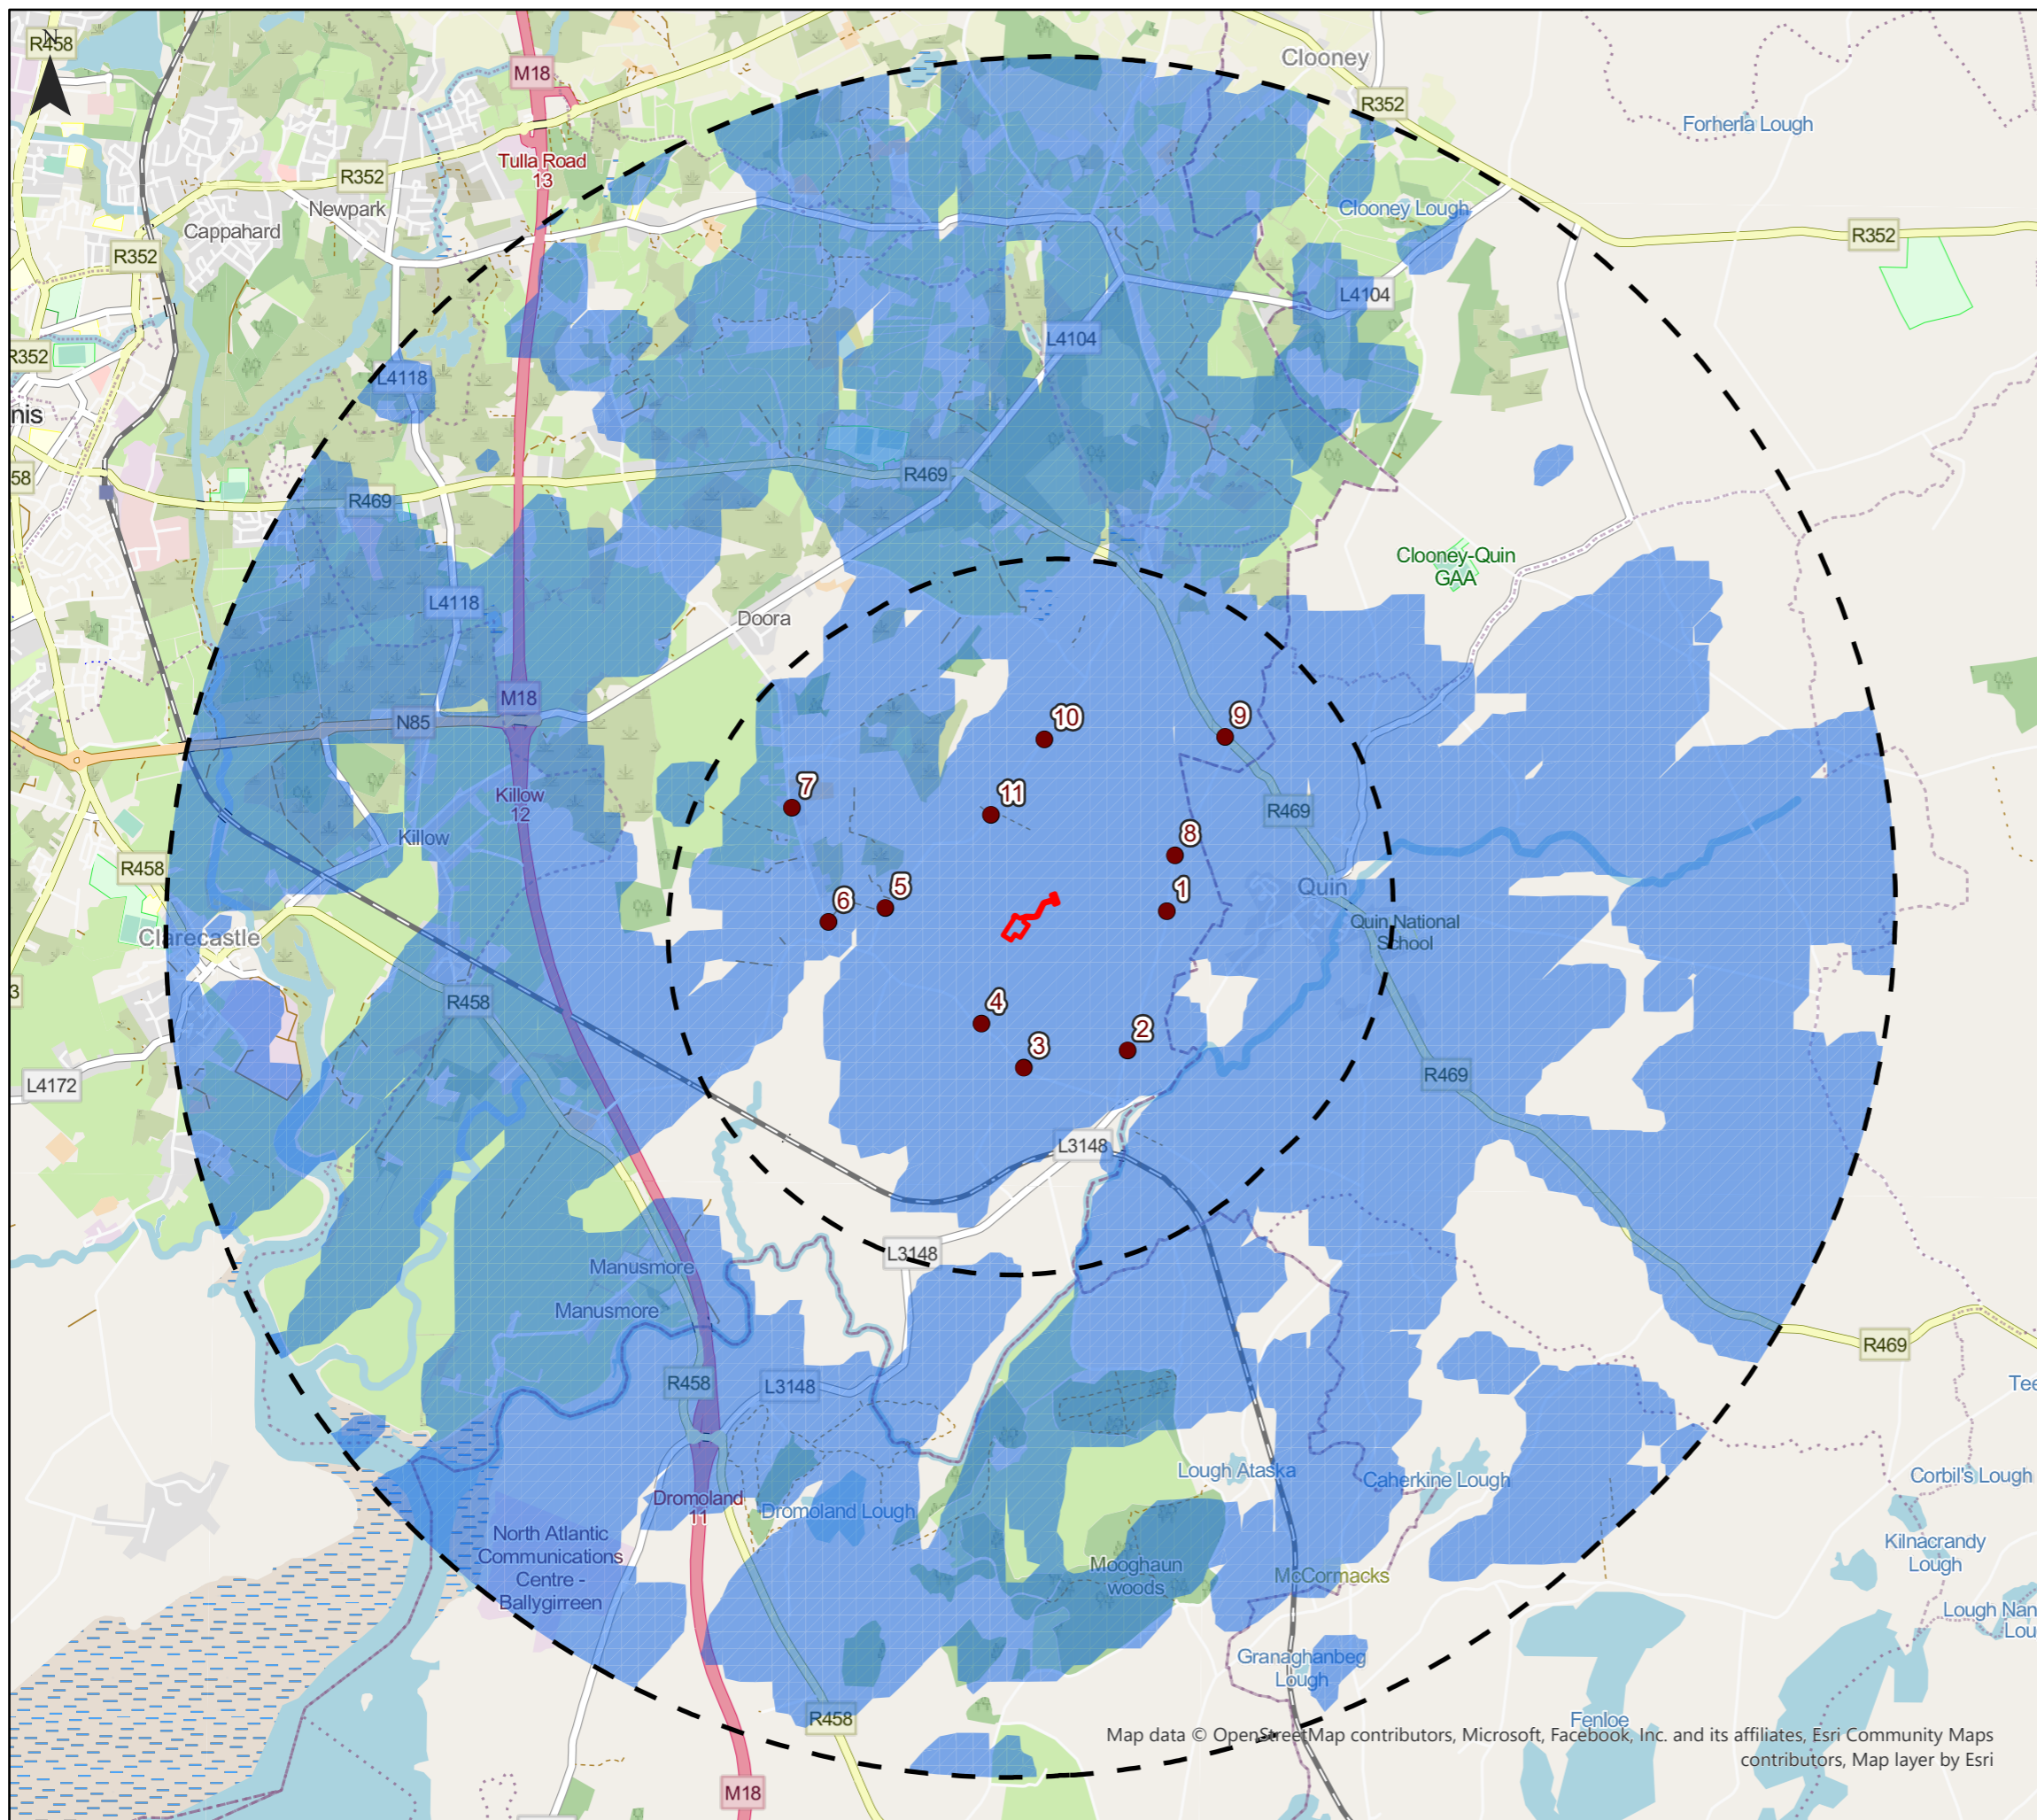 N
R458
M18
Clooney
R352
Forherla Lough
Tulla Road
13
R352
Newpark
Clooney Lough
Cappahard
R352
R352
L4104
L4104
R352
L4118
nis
58
R469
R469
Clooney-Quin
GAA
L4118
Doora
M18
N85
10
9
7
11
Killow
12
R469
Killow
8
R458
5
1
Quin
6
Quin National
School
Clarecastle
3
R458
4
2
3
R469
L4172
L3148
L3148
Manusmore
Manusmore
R469
R458
L3148
Tee
Lough Ataska
Caherkine Lough
Corbil's Lough
Dromoland
11
Dromoland Lough
North Atlantic
Communications
Centre -
Ballygirreen
Kilnacrandy
Lough
Mooghaun
woods
McCormacks
Lough Nan
Lou
Granaghanbeg
Lough
R458
Fenloe
Map data © OpenStreetMap contributors, Microsoft, Facebook, Inc. and its affiliates, Esri Community Maps
contributors, Map layer by Esri
M18